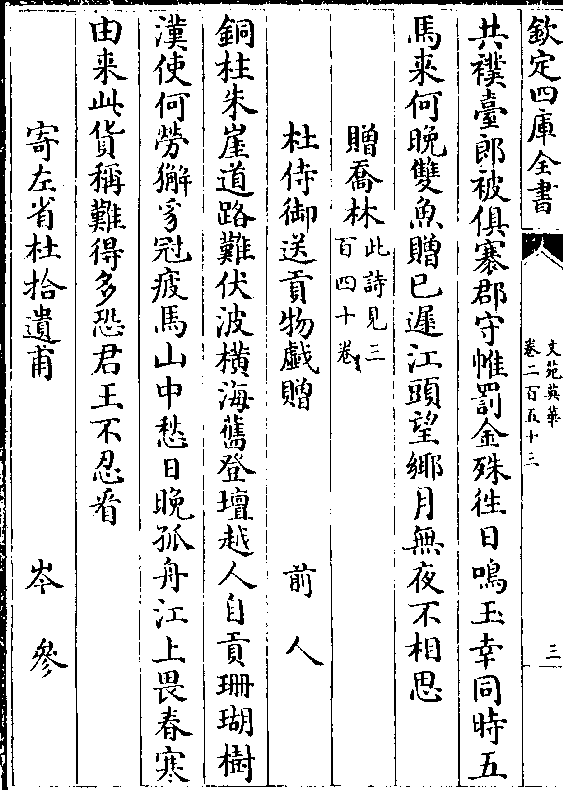 欽定四庫全書
文苑英華
卷二百五十三
三
共襆臺郎被俱褰郡守帷罰金殊徃日鳴玉幸同時五
馬來何晚雙魚贈已遲江頭望鄉月無夜不相思
贈喬林此詩見三
百四十卷
杜侍御送貢物戲贈 前人
銅柱朱崖道路難伏波橫海舊登壇越人自貢珊瑚樹
漢使何勞獬豸冠疲馬山中愁日晚孤舟江上畏春寒
由来此貨稱難得多恐君王不忍看
寄左省杜拾遺甫 岑參